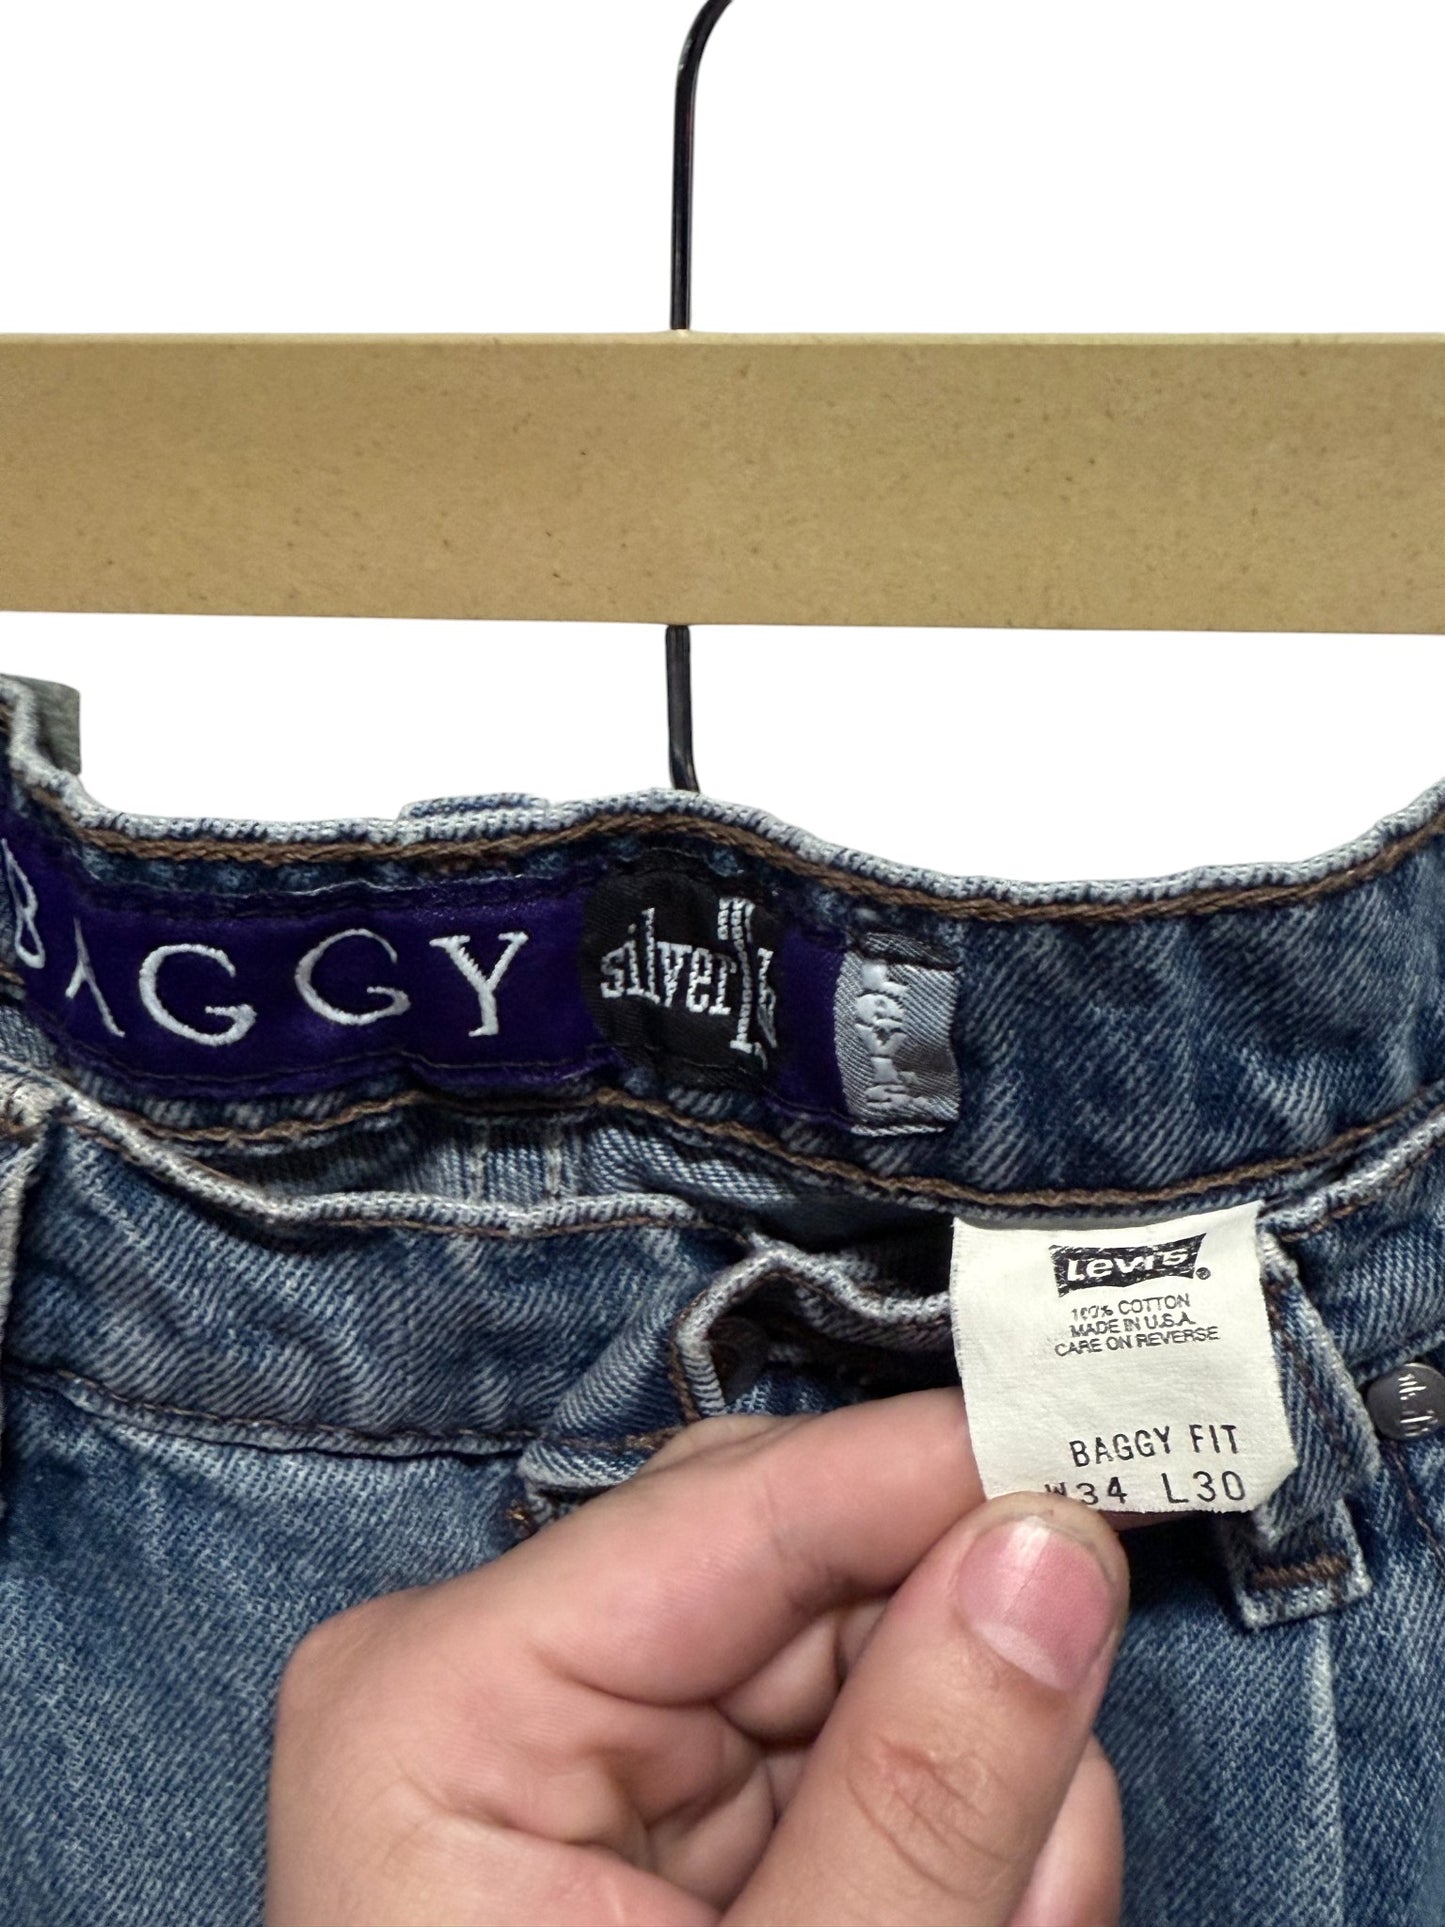 BAGGY
silverTab
Levi's
LEVI'S®
100% COTTON
MADE IN U.S.A.
CARE ON REVERSE
BAGGY FIT
W34 L30